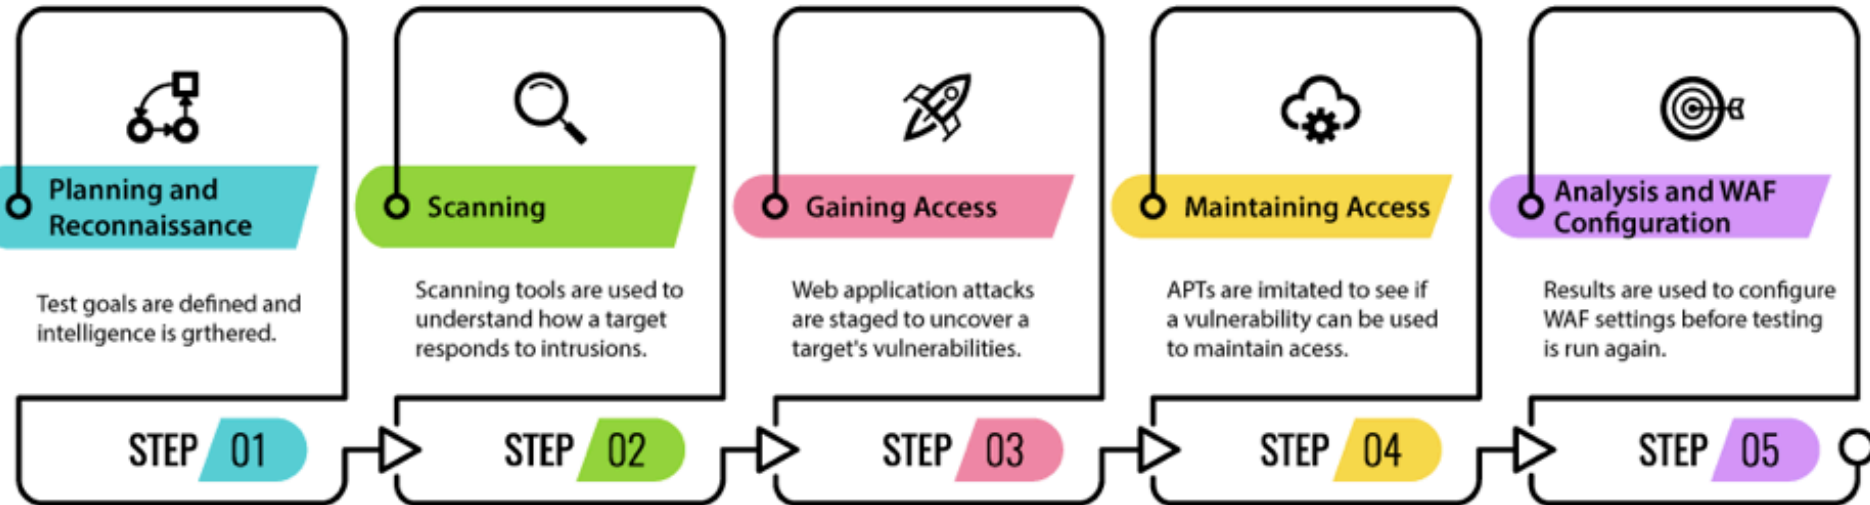 Planning and
Reconnaissance
Test goals are defined and
intelligence is grthered.
STEP 01
Scanning
Scanning tools are used to
understand how a target
responds to intrusions.
STEP 02
Gaining Access
Web application attacks
are staged to uncover a
target's vulnerabilities.
STEP 03
Maintaining Access
APTs are imitated to see if
a vulnerability can be used
to maintain acess.
STEP 04
Analysis and WAF
Configuration
Results are used to configure
WAF settings before testing
is run again.
STEP 05